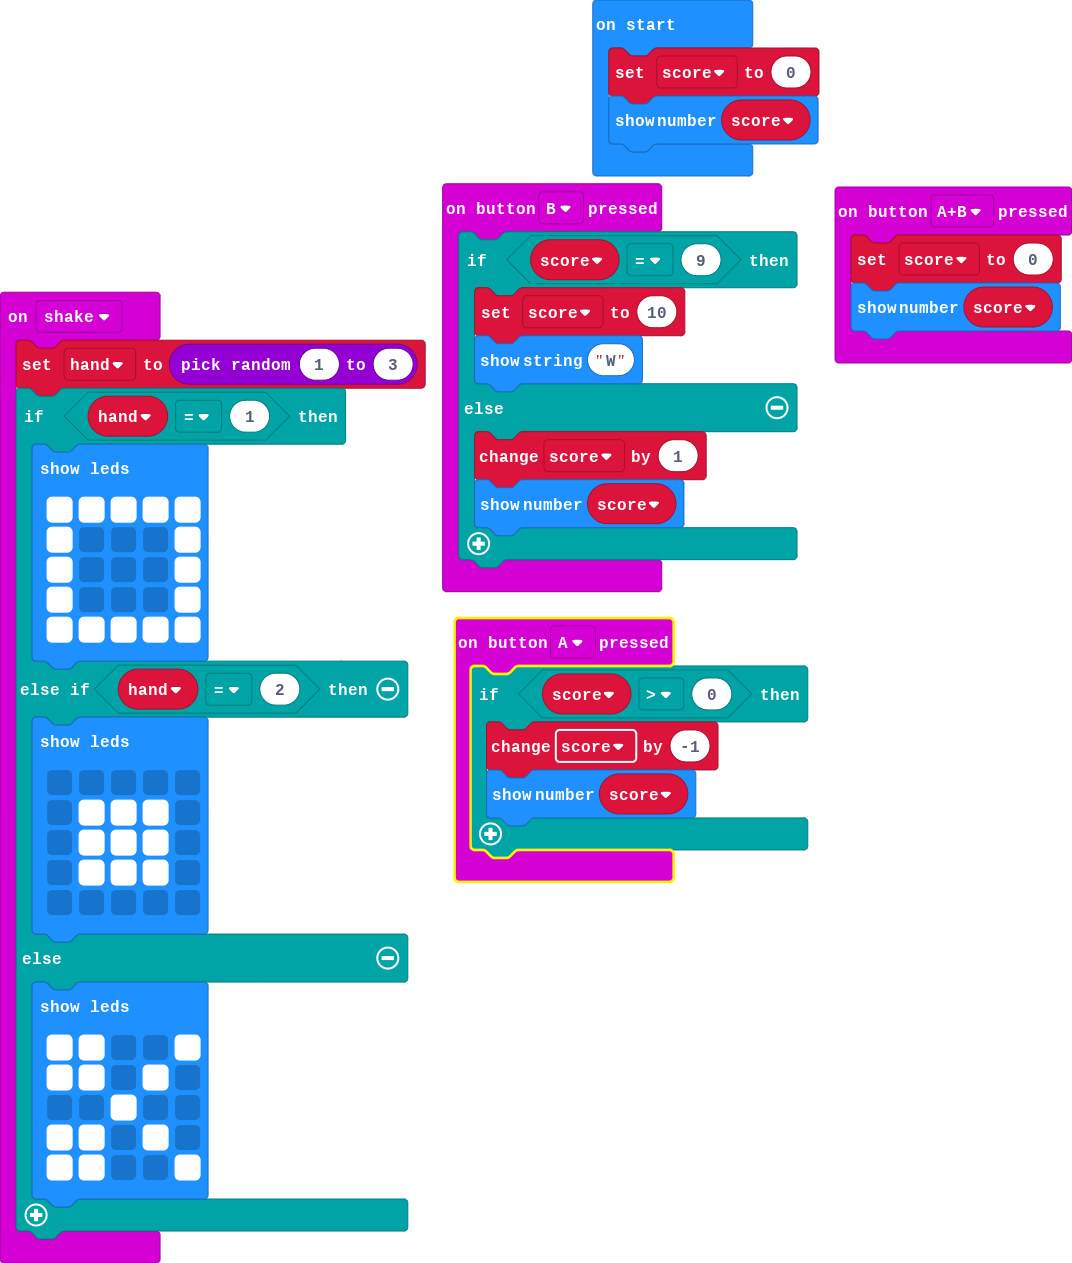 on start
set score to 0
show number score
on button B pressed
if score = 9 then
set score to 10
show string "W"
else
change score by 1
show number score
on button A+B pressed
set score to 0
show number score
on shake
set hand to pick random 1 to 3
if hand = 1 then
show leds
else if hand = 2 then
show leds
else
show leds
on button A pressed
if score > 0 then
change score by -1
show number score